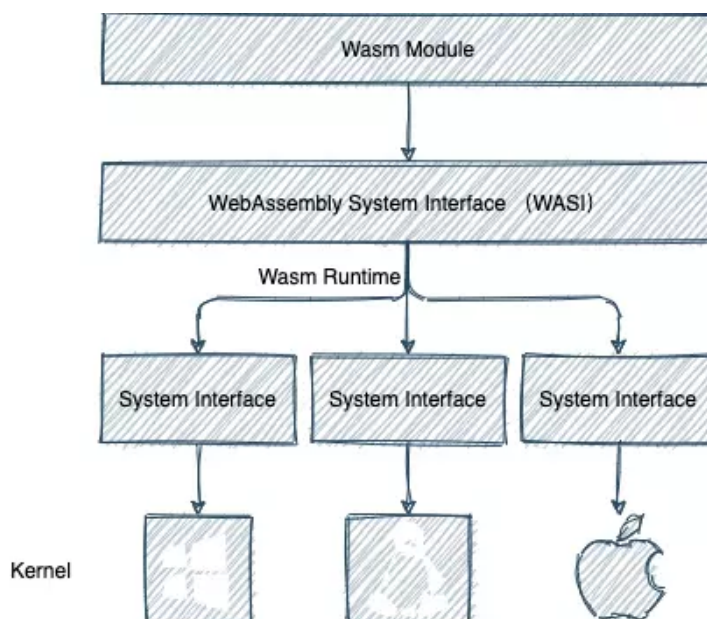 Wasm Module
WebAssembly System Interface （WASI）
Wasm Runtime
System Interface
System Interface
System Interface
Kernel